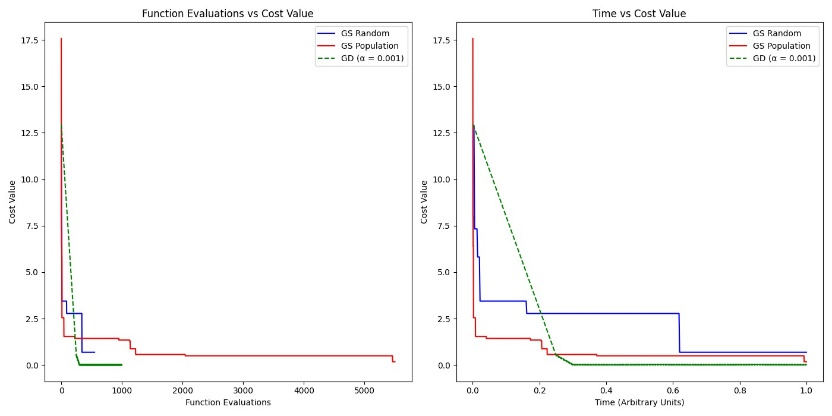 Function Evaluations vs Cost Value
GS Random
GS Population
GD (α = 0.001)
17.5
15.0
12.5
10.0
7.5
5.0
2.5
0.0
Cost Value
0
1000
2000
3000
4000
5000
Function Evaluations
Time vs Cost Value
GS Random
GS Population
GD (α = 0.001)
17.5
15.0
12.5
10.0
7.5
5.0
2.5
0.0
Cost Value
0.0
0.2
0.4
0.6
0.8
1.0
Time (Arbitrary Units)